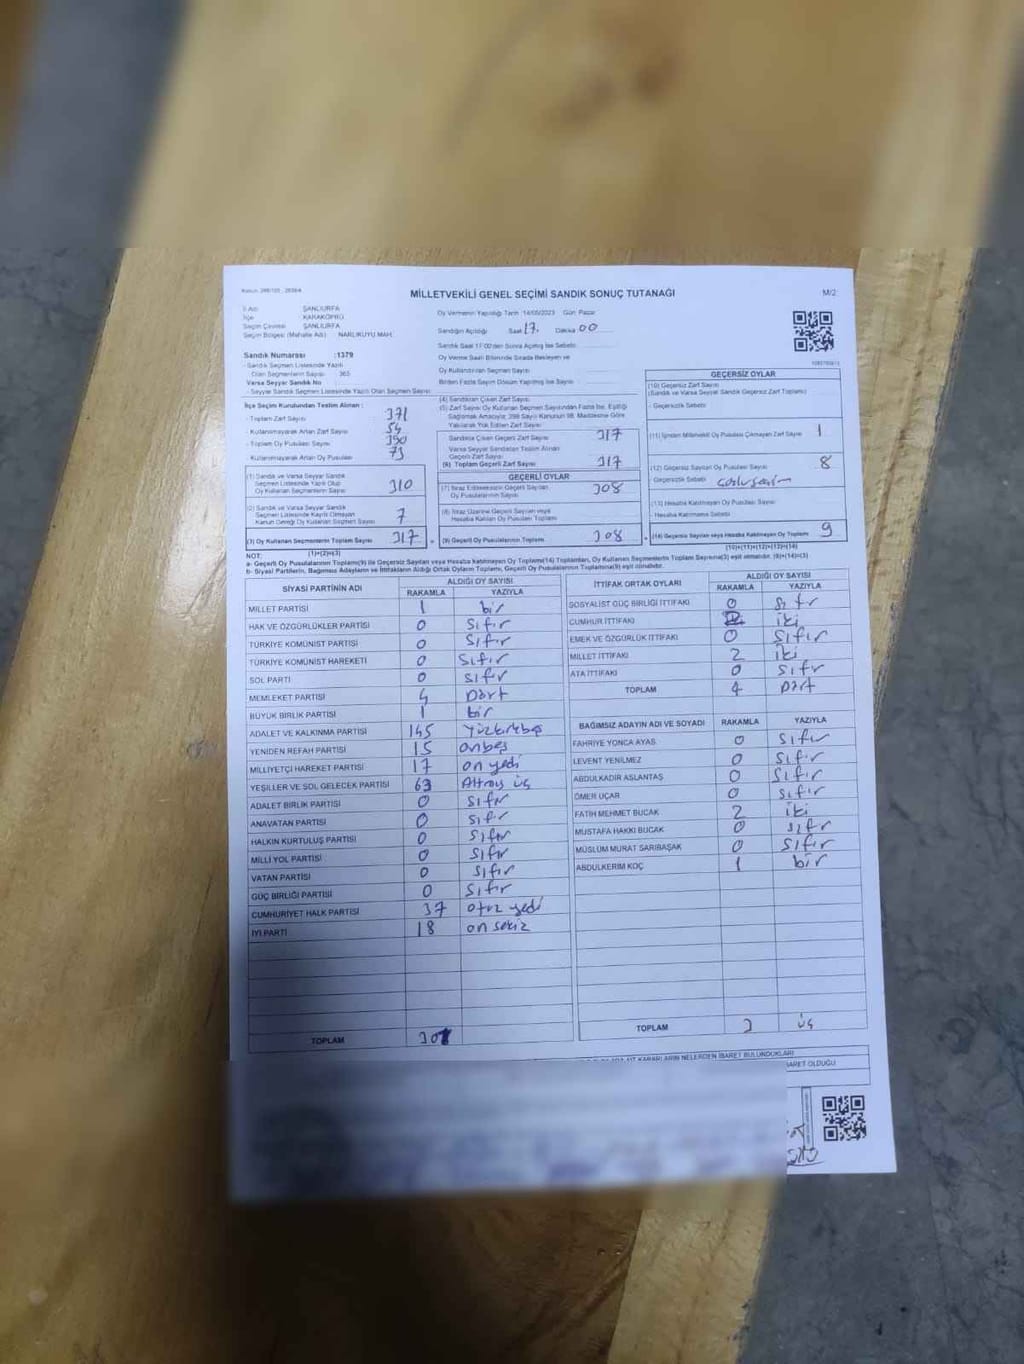 MİLLETVEKİLİ GENEL SEÇİMİ SANDIK SONUÇ TUTANAĞI
M/2
İl Adı ŞANLIURFA
İlçe KARAKÖPRÜ
Seçim Çevresi ŞANLIURFA
Seçim Bölgesi (Mahalle Adı) NARLIKUYU MAH.
Sandık Numarası :1379
- Sandık Seçmen Listesinde Yazılı
Olan Seçmenlerin Sayısı 365
Varsa Seyyar Sandık No
- Seyyar Sandık Seçmen Listesinde Yazılı Olan Seçmen Sayısı
Oy Vermenin Yapıldığı Tarih :14/05/2023 Gün: Pazar
Sandığın Açıldığı Saat 17 Dakika 00
Sandık Saat 17:00'den Sonra Açılmış İse Sebebi
Oy Verme Saati Bitiminde Sırada Bekleyen ve
Oy Kullandırılan Seçmen Sayısı
Birden Fazla Sayım Döküm Yapılmış İse Sayısı
İlçe Seçim Kurulundan Teslim Alınan :
- Toplam Zarf Sayısı 371
- Kullanılmayarak Artan Zarf Sayısı 54
- Toplam Oy Pusulası Sayısı 390
- Kullanılmayarak Artan Oy Pusulası 73
(1) Sandık ve Varsa Seyyar Sandık
Seçmen Listesinde Yazılı Olup
Oy Kullanan Seçmenlerin Sayısı 310
(2) Sandık ve Varsa Seyyar Sandık
Seçmen Listesinde Kayıtlı Olmayan
Kanun Gereği Oy Kullanan Seçmen Sayısı 7
(3) Oy Kullanan Seçmenlerin Toplam Sayısı 317
(1)+(2)=(3)
(4) Sandıktan Çıkan Zarf Sayısı
(5) Zarf Sayısı Oy Kullanan Seçmen Sayısından Fazla İse, Eşitliği
Sağlamak Amacıyla, 298 Sayılı Kanunun 98. Maddesine Göre
Yakılarak Yok Edilen Zarf Sayısı
Sandıkta Çıkan Geçerli Zarf Sayısı 317
Varsa Seyyar Sandıktan Teslim Alınan
Geçerli Zarf Sayısı
(6) Toplam Geçerli Zarf Sayısı 317
GEÇERLİ OYLAR
(7) İtiraz Edilmeksizin Geçerli Sayılan
Oy Pusulalarının Sayısı 308
(8) İtiraz Üzerine Geçerli Sayılan veya
Hesaba Katılan Oy Pusulası Toplamı
(9) Geçerli Oy Pusulalarının Toplamı 308
GEÇERSİZ OYLAR
(10) Geçersiz Zarf Sayısı
(Sandık ve Varsa Seyyar Sandık Geçersiz Zarf Toplamı)
- Geçersizlik Sebebi
(11) İçinden Milletvekili Oy Pusulası Çıkmayan Zarf Sayısı 1
(12) Geçersiz Sayılan Oy Pusulası Sayısı 8
- Geçersizlik Sebebi
(13) Hesaba Katılmayan Oy Pusulası Sayısı
- Hesaba Katılmama Sebebi
(14) Geçersiz Sayılan veya Hesaba Katılmayan Oy Toplamı 9
(10)+(11)+(12)+(13)=(14)
NOT:
a- Geçerli Oy Pusulalarının Toplamı(9) ile Geçersiz Sayılan veya Hesaba Katılmayan Oy Toplamı(14) Toplamları, Oy Kullanan Seçmenlerin Toplam Sayısına(3) eşit olmalıdır. (9)+(14)=(3)
b- Siyasi Partilerin, Bağımsız Adayların ve İttifakların Aldığı Ortak Oyların Toplamı, Geçerli Oy Pusulalarının Toplamına(9) eşit olmalıdır.
SİYASİ PARTİNİN ADI ALDIĞI OY SAYISI
RAKAMLA YAZIYLA
MİLLET PARTİSİ 1 bir
HAK VE ÖZGÜRLÜKLER PARTİSİ 0 sıfır
TÜRKİYE KOMÜNİST PARTİSİ 0 sıfır
TÜRKİYE KOMÜNİST HAREKETİ 0 sıfır
SOL PARTİ 0 sıfır
MEMLEKET PARTİSİ 4 Dört
BÜYÜK BİRLİK PARTİSİ 1 bir
ADALET VE KALKINMA PARTİSİ 145 Yüzkırkbeş
YENİDEN REFAH PARTİSİ 15 onbeş
MİLLİYETÇİ HAREKET PARTİSİ 17 on yedi
YEŞİLLER VE SOL GELECEK PARTİSİ 63 Altmış üç
ADALET BİRLİK PARTİSİ 0 sıfır
ANAVATAN PARTİSİ 0 sıfır
HALKIN KURTULUŞ PARTİSİ 0 sıfır
MİLLİ YOL PARTİSİ 0 sıfır
VATAN PARTİSİ 0 sıfır
GÜÇ BİRLİĞİ PARTİSİ 0 sıfır
CUMHURİYET HALK PARTİSİ 37 otuz yedi
İYİ PARTİ 18 on sekiz
TOPLAM 301
İTTİFAK ORTAK OYLARI ALDIĞI OY SAYISI
RAKAMLA YAZIYLA
SOSYALİST GÜÇ BİRLİĞİ İTTİFAKI 0 sıfır
CUMHUR İTTİFAKI 2 iki
EMEK VE ÖZGÜRLÜK İTTİFAKI 0 sıfır
MİLLET İTTİFAKI 2 iki
ATA İTTİFAKI 0 sıfır
TOPLAM 4 Dört
BAĞIMSIZ ADAYIN ADI VE SOYADI RAKAMLA YAZIYLA
FAHRİYE YONCA AYAS 0 sıfır
LEVENT YENİLMEZ 0 sıfır
ABDULKADİR ASLANTAŞ 0 sıfır
ÖMER UÇAR 0 sıfır
FATİH MEHMET BUCAK 2 iki
MUSTAFA HAKKI BUCAK 0 sıfır
MÜSLÜM MURAT SARIBAŞAK 0 sıfır
ABDULKERİM KOÇ 1 bir
TOPLAM 3 üç
KARARLARIN NELERDEN İBARET BULUNDUKLARI
İBARET OLDUĞU